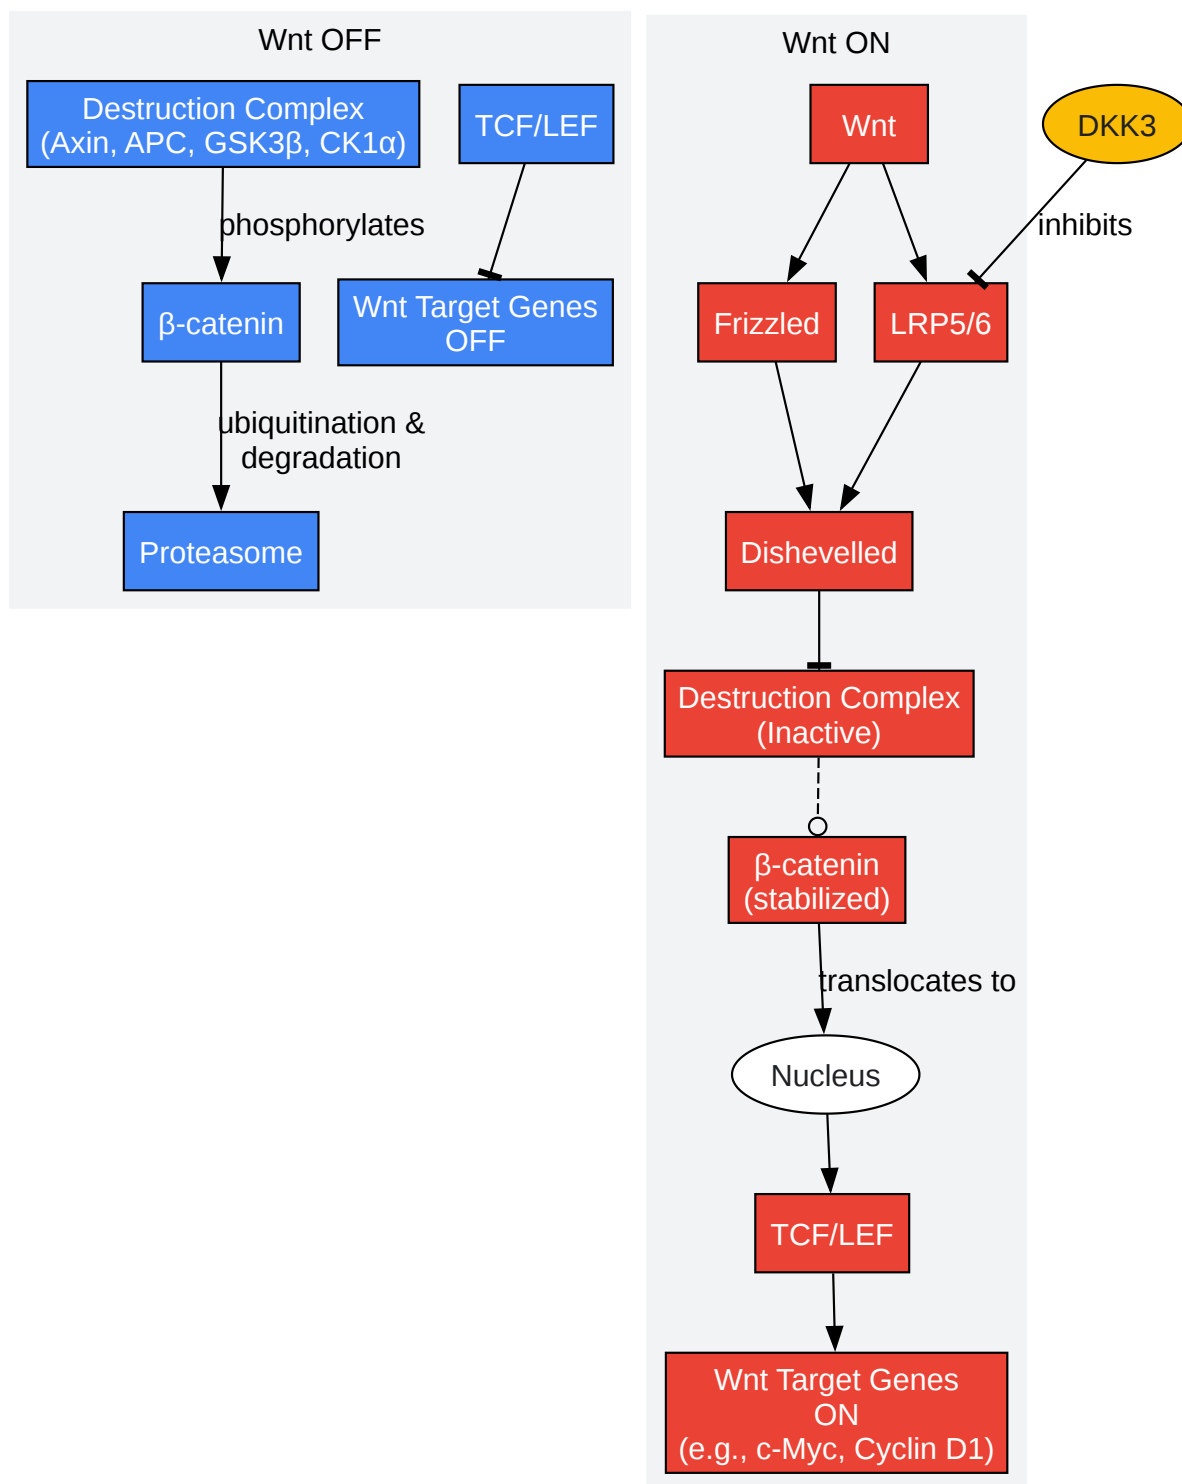 Wnt OFF
Destruction Complex
(Axin, APC, GSK3β, CK1α)
TCF/LEF
phosphorylates
β-catenin
Wnt Target Genes
OFF
ubiquitination &
degradation
Proteasome
Wnt ON
Wnt
DKK3
inhibits
Frizzled
LRP5/6
Dishevelled
Destruction Complex
(Inactive)
β-catenin
(stabilized)
translocates to
Nucleus
TCF/LEF
Wnt Target Genes
ON
(e.g., c-Myc, Cyclin D1)